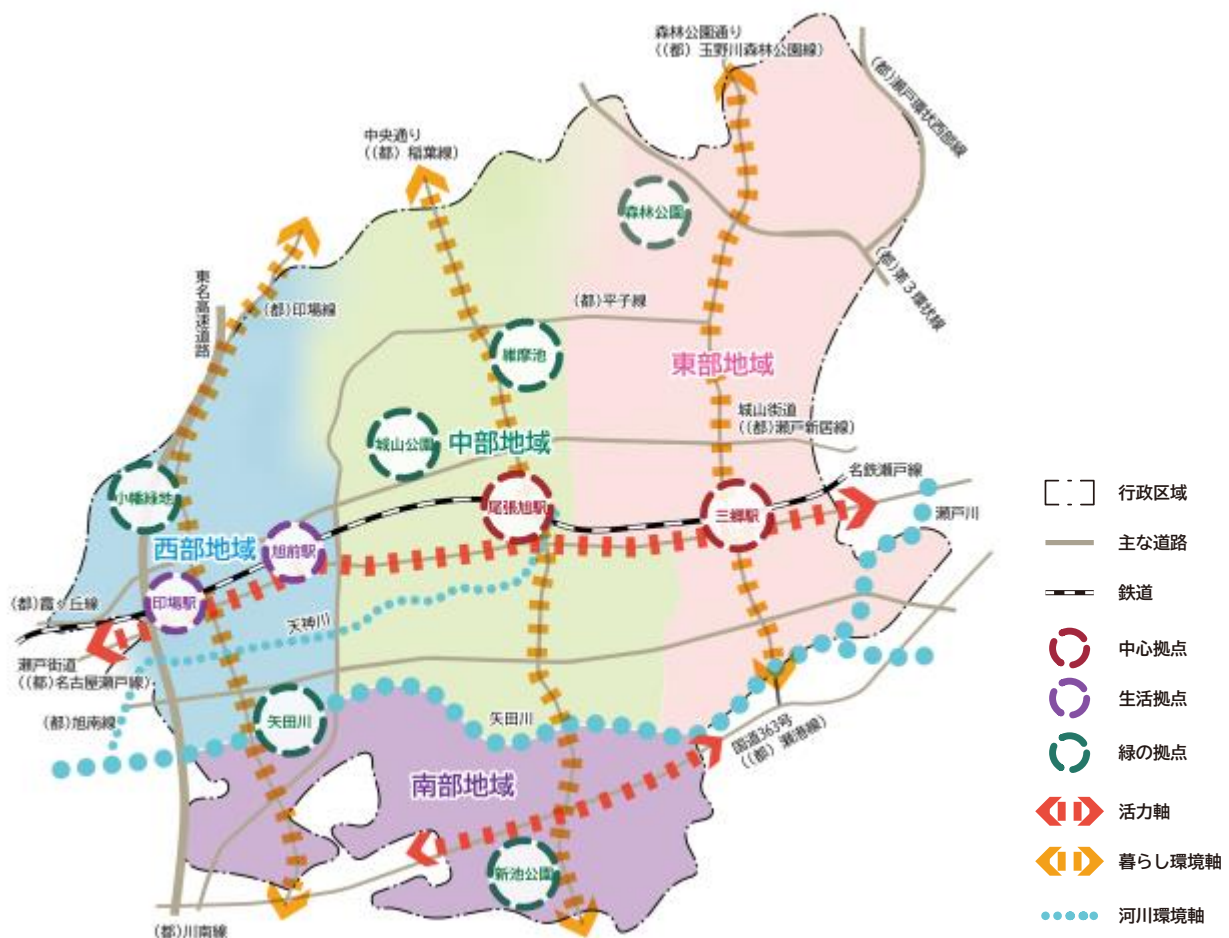 森林公園通り
((都) 玉野川森林公園線)
(都)瀬戸環状西部線
中央通り
((都) 稲葉線)
森林公園
東名高速道路
(都)印場線
(都)平子線
(都)第3環状線
維摩池
東部地域
城山街道
((都)瀬戸新居線)
城山公園
中部地域
名鉄瀬戸線
小幡緑地
尾張旭駅
三郷駅
瀬戸川
西部地域
旭前駅
印場駅
(都)霞ヶ丘線
天神川
瀬戸街道
((都)名古屋瀬戸線)
(都)旭南線
矢田川
矢田川
国道363号
((都) 瀬港線)
南部地域
新池公園
(都)川南線
行政区域
主な道路
鉄道
中心拠点
生活拠点
緑の拠点
活力軸
暮らし環境軸
河川環境軸